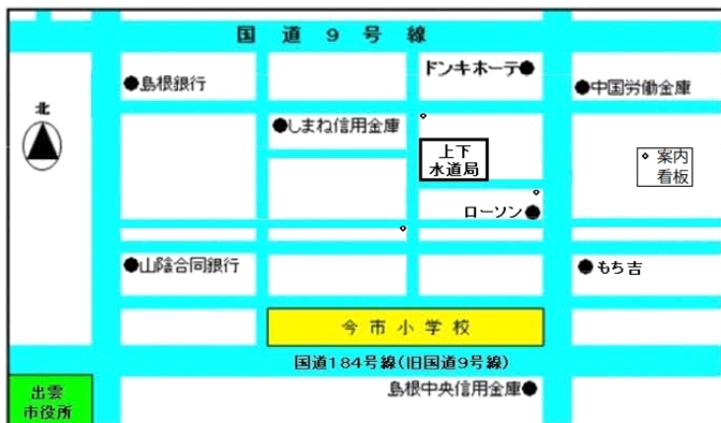 国道9号線
ドンキホーテ
島根銀行
中国労働金庫
北
しまね信用金庫
上下
水道局
案内
看板
ローソン
山陰合同銀行
もち吉
今市小学校
国道184号線(旧国道9号線)
出雲
市役所
島根中央信用金庫